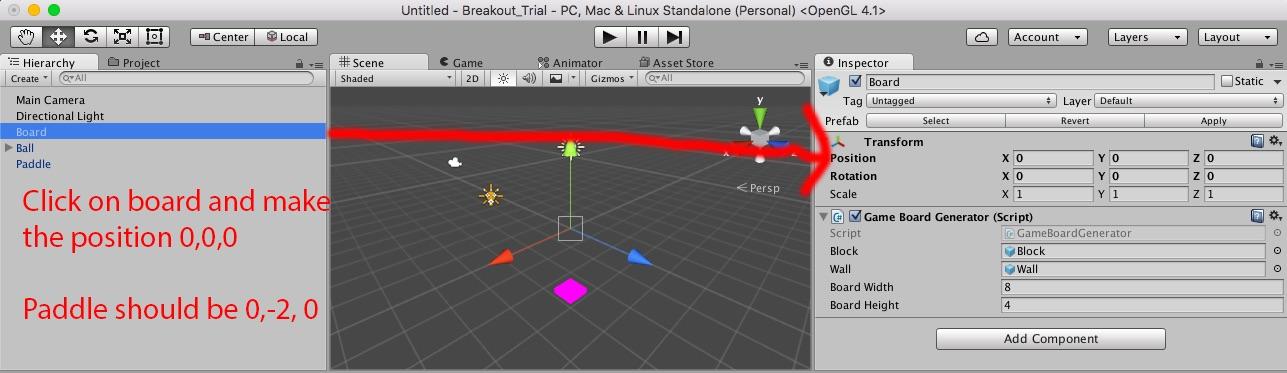 Untitled - Breakout_Trial - PC, Mac & Linux Standalone (Personal) <OpenGL 4.1>
Center Local Account Layers Layout
Hierarchy Project Scene Game Animator Asset Store Inspector
Create All Shaded 2D Gizmos All Board Static
Tag Untagged Layer Default
Prefab Select Revert Apply
Main Camera
Directional Light
Board
Ball
Paddle
Click on board and make
the position 0,0,0
Paddle should be 0,-2, 0
y
x z
Persp
Transform
Position X 0 Y 0 Z 0
Rotation X 0 Y 0 Z 0
Scale X 1 Y 1 Z 1
Game Board Generator (Script)
Script GameBoardGenerator
Block Block
Wall Wall
Board Width 8
Board Height 4
Add Component